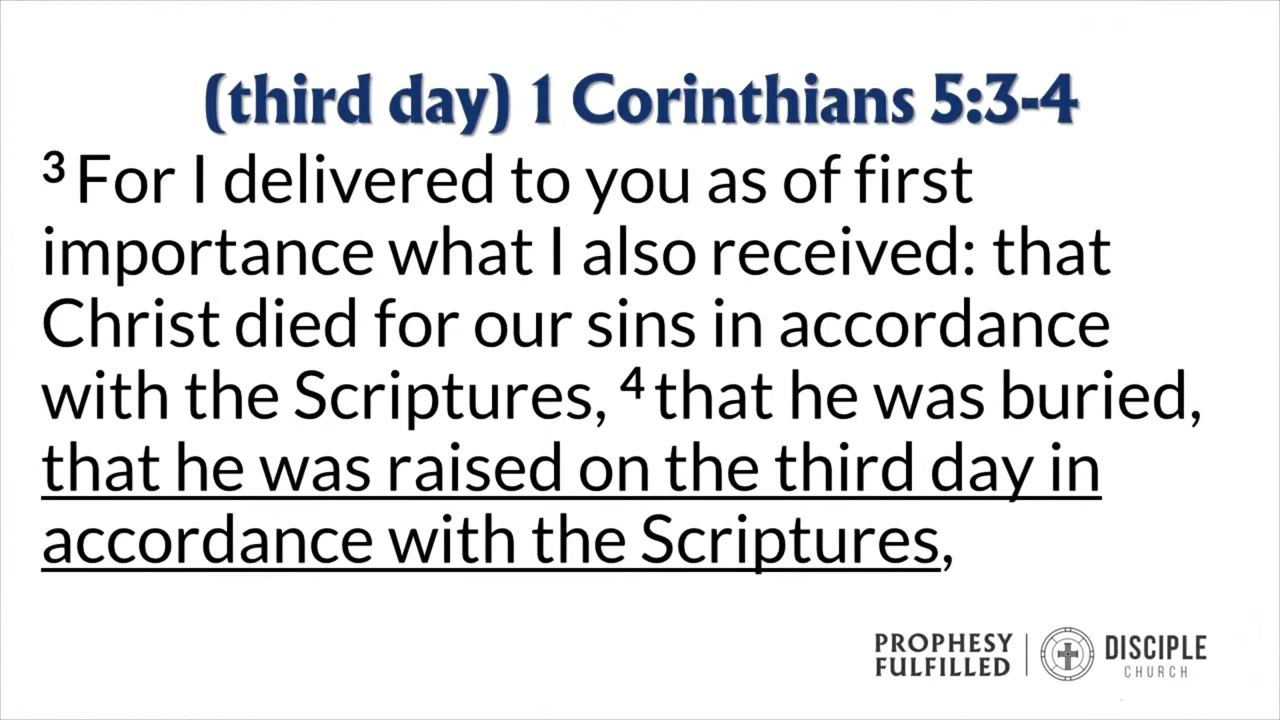 (third day) 1 Corinthians 5:3-4
³ For I delivered to you as of first
importance what I also received: that
Christ died for our sins in accordance
with the Scriptures, ⁴ that he was buried,
that he was raised on the third day in
accordance with the Scriptures,
PROPHESY
FULFILLED
DISCIPLE
CHURCH